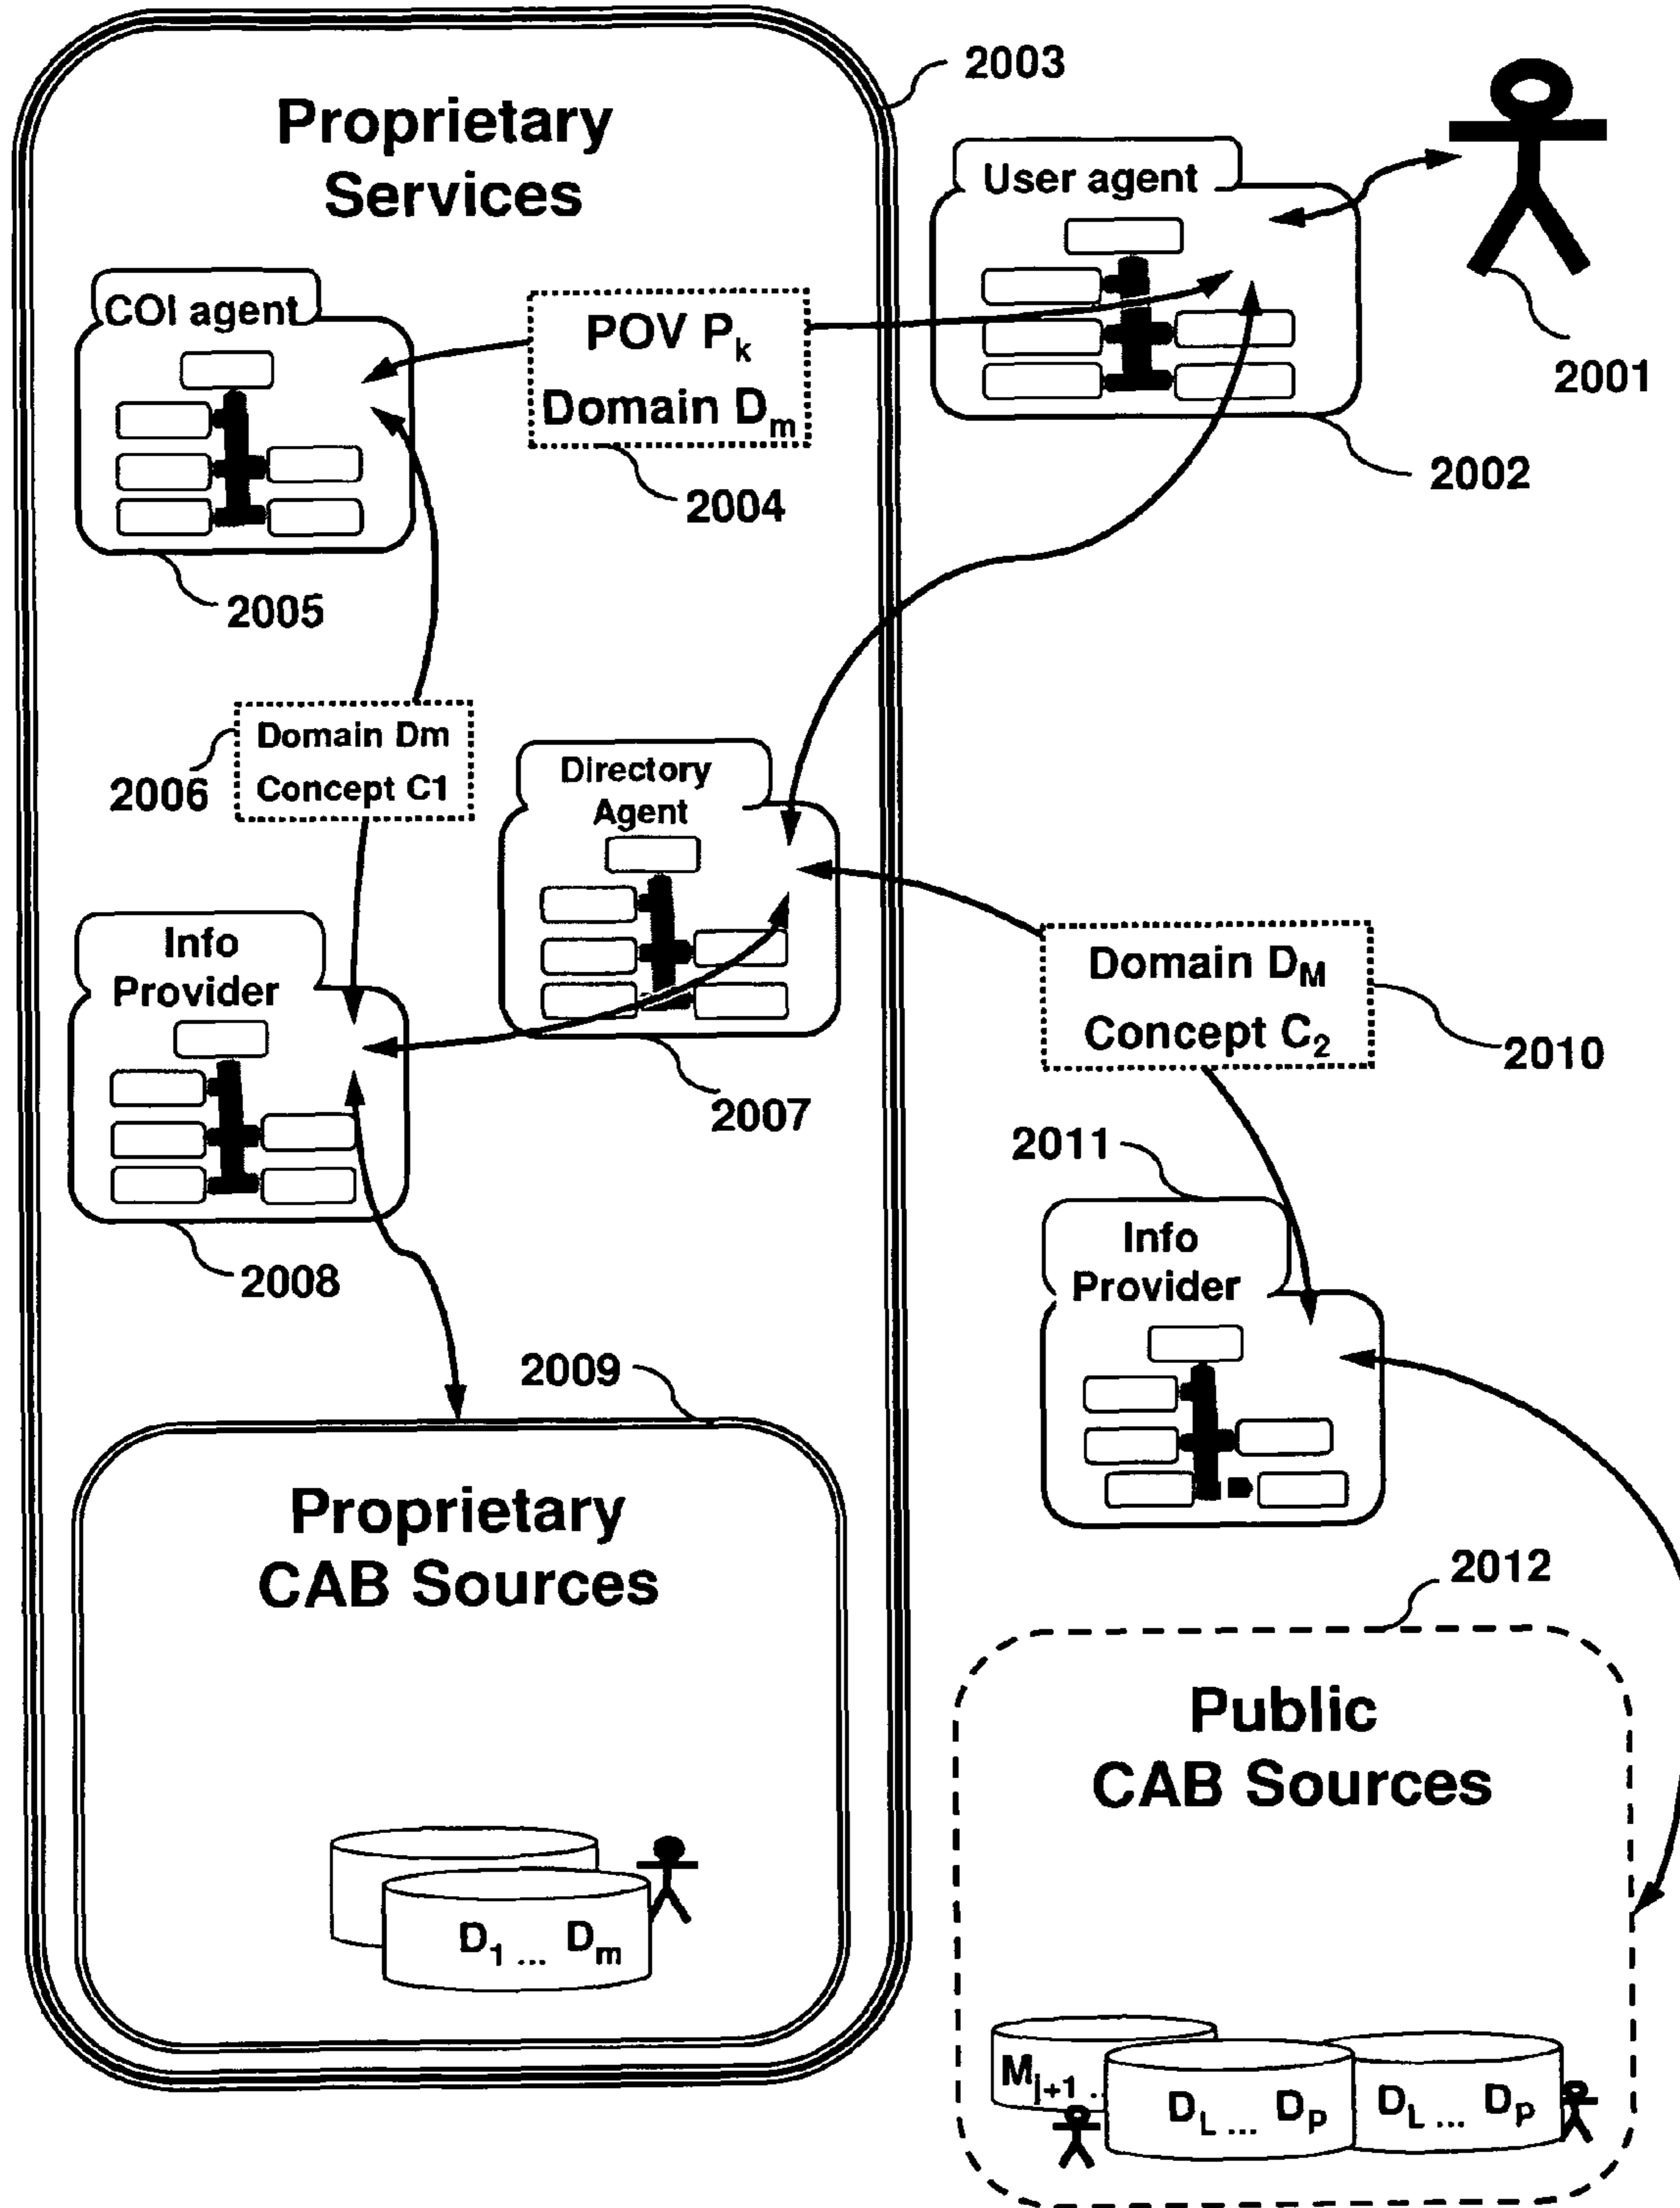 2003
Proprietary
Services
User agent
2001
COI agent
POV Pk
Domain Dm
2002
2004
2005
Domain Dm
Concept C1
2006
Directory
Agent
Info
Provider
Domain DM
Concept C2
2010
2007
2011
2008
Info
Provider
2009
Proprietary
CAB Sources
2012
Public
CAB Sources
D1 ... Dm
Mj+1 ..
DL ... Dp
DL ... Dp